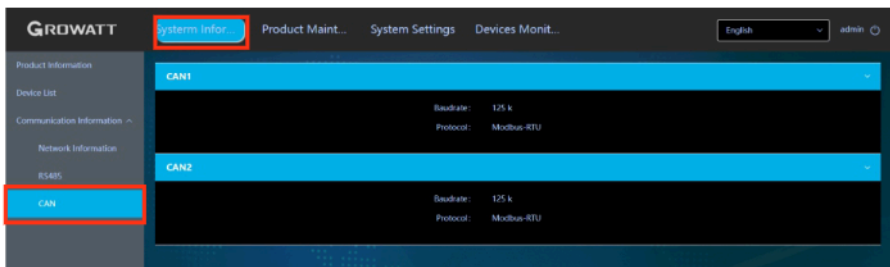 GROWATT
Systerm Infor... Product Maint... System Settings Devices Monit... English admin
Product Information
Device List
Communication Information
Network Information
RS485
CAN
CAN1
Baudrate: 125 k
Protocol: Modbus-RTU
CAN2
Baudrate: 125 k
Protocol: Modbus-RTU